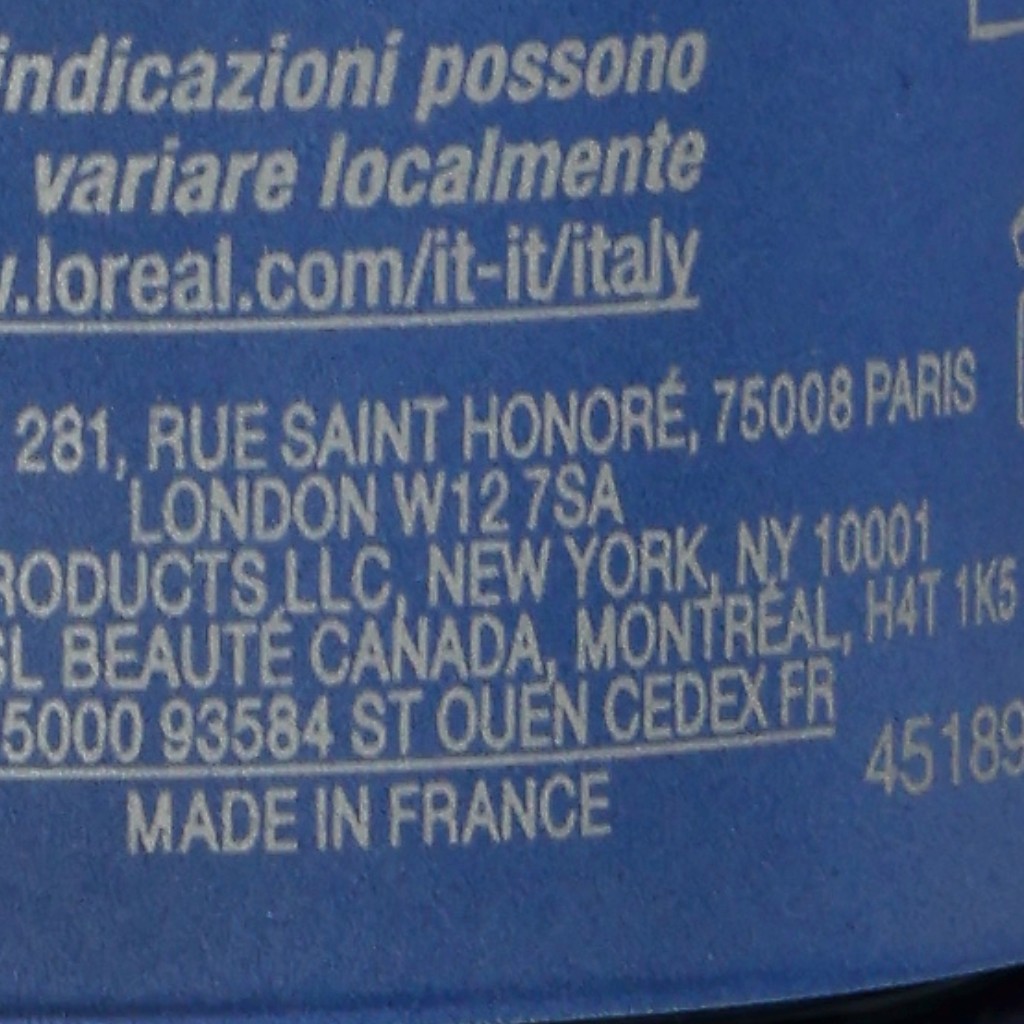 indicazioni possono
variare localmente
.loreal.com/it-it/italy
281, RUE SAINT HONORÉ, 75008 PARIS
LONDON W12 7SA
RODUCTS LLC, NEW YORK, NY 10001
SL BEAUTÉ CANADA, MONTRÉAL, H4T 1K5
5000 93584 ST OUEN CEDEX FR
45189
MADE IN FRANCE